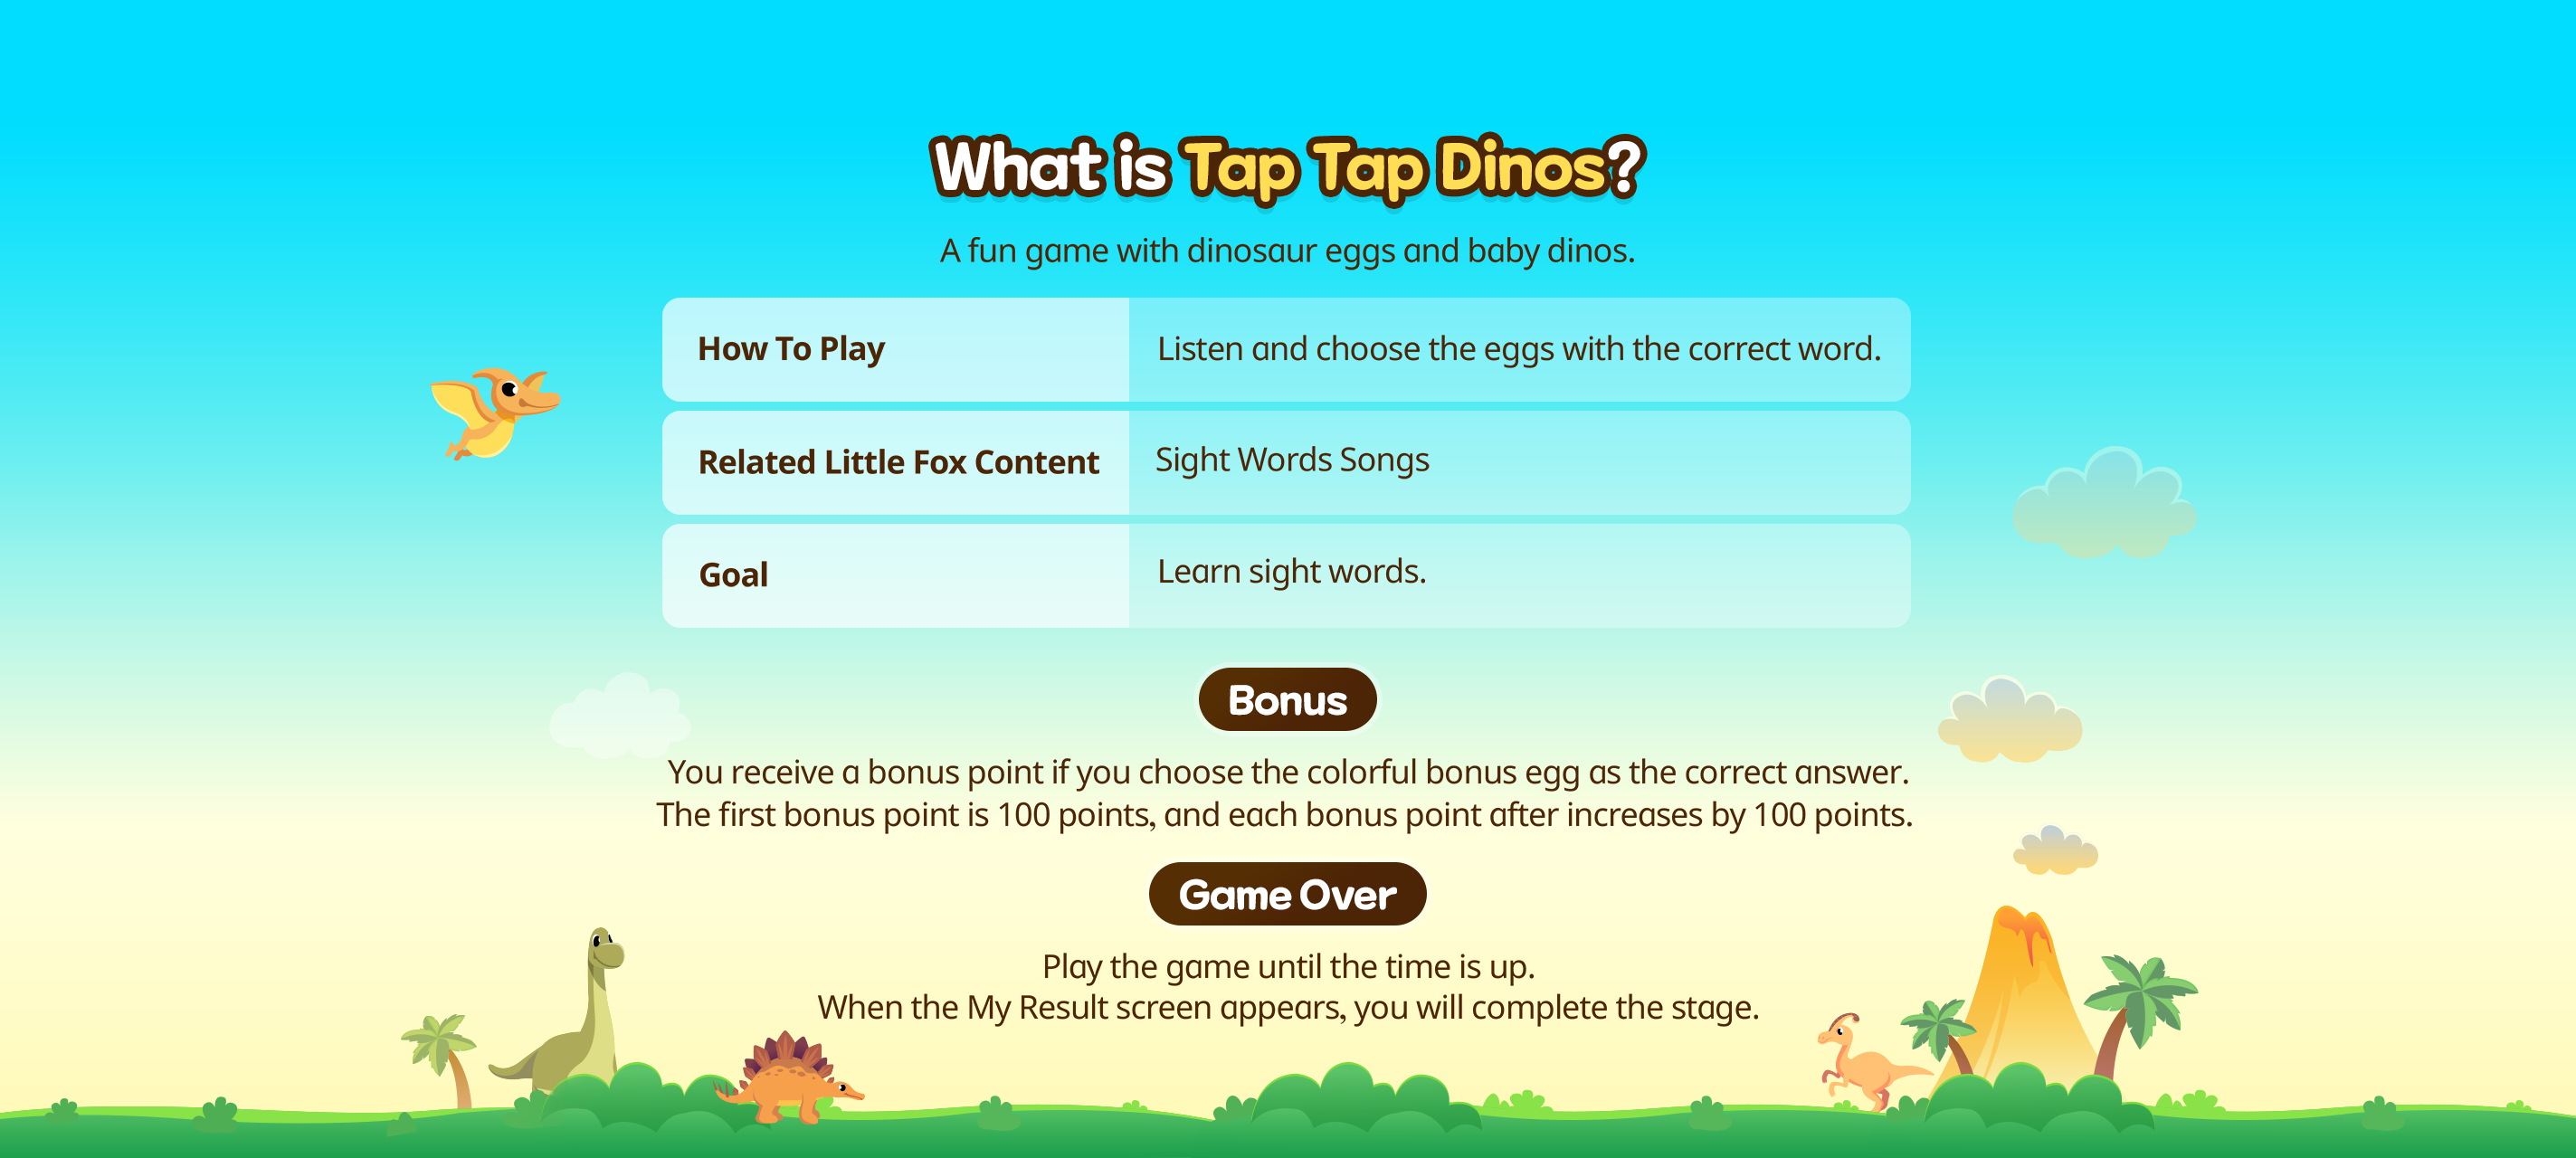 What is Tap Tap Dinos?
A fun game with dinosaur eggs and baby dinos.
How To Play
Listen and choose the eggs with the correct word.
Related Little Fox Content
Sight Words Songs
Goal
Learn sight words.
Bonus
You receive a bonus point if you choose the colorful bonus egg as the correct answer.
The first bonus point is 100 points, and each bonus point after increases by 100 points.
Game Over
Play the game until the time is up.
When the My Result screen appears, you will complete the stage.